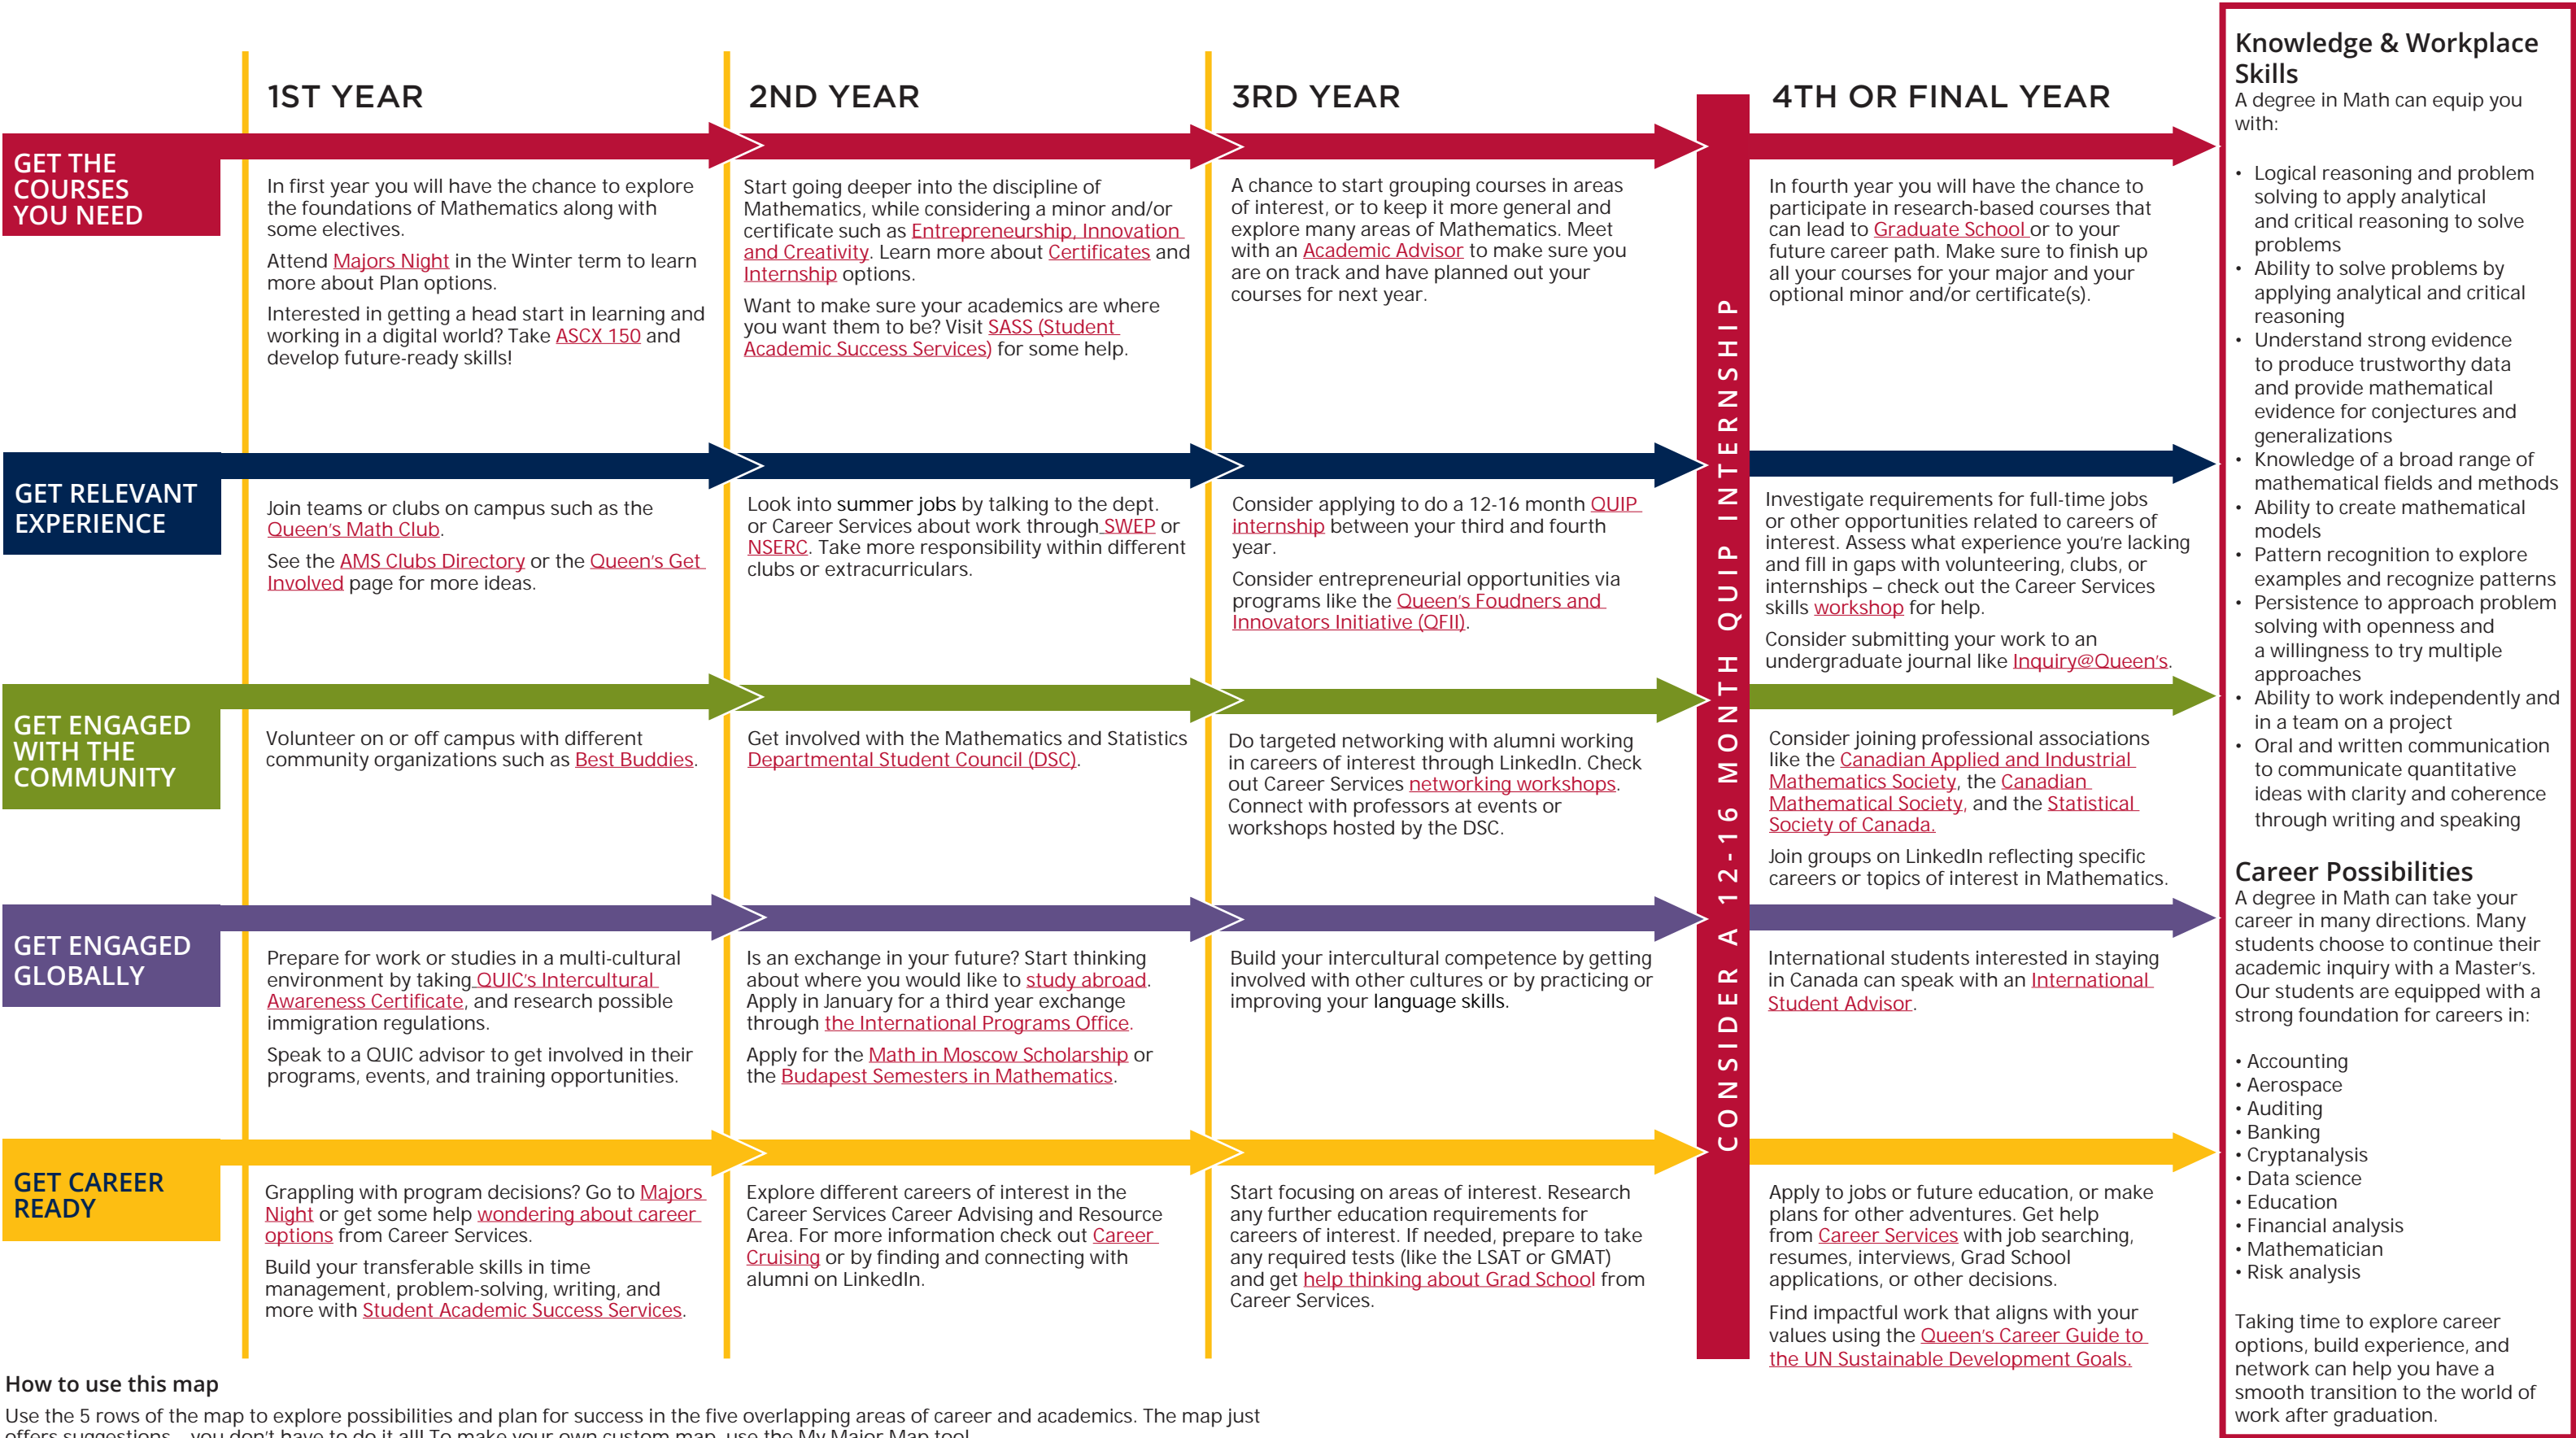 1ST YEAR
2ND YEAR
3RD YEAR
4TH OR FINAL YEAR
GET THE
COURSES
YOU NEED
In first year you will have the chance to explore
the foundations of Mathematics along with
some electives.
Attend Majors Night in the Winter term to learn
more about Plan options.
Interested in getting a head start in learning and
working in a digital world? Take ASCX 150 and
develop future-ready skills!
Start going deeper into the discipline of
Mathematics, while considering a minor and/or
certificate such as Entrepreneurship, Innovation
and Creativity. Learn more about Certificates and
Internship options.
Want to make sure your academics are where
you want them to be? Visit SASS (Student
Academic Success Services) for some help.
A chance to start grouping courses in areas
of interest, or to keep it more general and
explore many areas of Mathematics. Meet
with an Academic Advisor to make sure you
are on track and have planned out your
courses for next year.
In fourth year you will have the chance to
participate in research-based courses that
can lead to Graduate School or to your
future career path. Make sure to finish up
all your courses for your major and your
optional minor and/or certificate(s).
GET RELEVANT
EXPERIENCE
Join teams or clubs on campus such as the
Queen's Math Club.
See the AMS Clubs Directory or the Queen's Get
Involved page for more ideas.
Look into summer jobs by talking to the dept.
or Career Services about work through SWEP or
NSERC. Take more responsibility within different
clubs or extracurriculars.
Consider applying to do a 12-16 month QUIP
internship between your third and fourth
year.
Consider entrepreneurial opportunities via
programs like the Queen's Foudners and
Innovators Initiative (QFII).
Investigate requirements for full-time jobs
or other opportunities related to careers of
interest. Assess what experience you're lacking
and fill in gaps with volunteering, clubs, or
internships – check out the Career Services
skills workshop for help.
Consider submitting your work to an
undergraduate journal like Inquiry@Queen's.
GET ENGAGED
WITH THE
COMMUNITY
Volunteer on or off campus with different
community organizations such as Best Buddies.
Get involved with the Mathematics and Statistics
Departmental Student Council (DSC).
Do targeted networking with alumni working
in careers of interest through LinkedIn. Check
out Career Services networking workshops.
Connect with professors at events or
workshops hosted by the DSC.
Consider joining professional associations
like the Canadian Applied and Industrial
Mathematics Society, the Canadian
Mathematical Society, and the Statistical
Society of Canada.
Join groups on LinkedIn reflecting specific
careers or topics of interest in Mathematics.
GET ENGAGED
GLOBALLY
Prepare for work or studies in a multi-cultural
environment by taking QUIC's Intercultural
Awareness Certificate, and research possible
immigration regulations.
Speak to a QUIC advisor to get involved in their
programs, events, and training opportunities.
Is an exchange in your future? Start thinking
about where you would like to study abroad.
Apply in January for a third year exchange
through the International Programs Office.
Apply for the Math in Moscow Scholarship or
the Budapest Semesters in Mathematics.
Build your intercultural competence by getting
involved with other cultures or by practicing or
improving your language skills.
International students interested in staying
in Canada can speak with an International
Student Advisor.
GET CAREER
READY
Grappling with program decisions? Go to Majors
Night or get some help wondering about career
options from Career Services.
Build your transferable skills in time
management, problem-solving, writing, and
more with Student Academic Success Services.
Explore different careers of interest in the
Career Services Career Advising and Resource
Area. For more information check out Career
Cruising or by finding and connecting with
alumni on LinkedIn.
Start focusing on areas of interest. Research
any further education requirements for
careers of interest. If needed, prepare to take
any required tests (like the LSAT or GMAT)
and get help thinking about Grad School from
Career Services.
Apply to jobs or future education, or make
plans for other adventures. Get help
from Career Services with job searching,
resumes, interviews, Grad School
applications, or other decisions.
Find impactful work that aligns with your
values using the Queen's Career Guide to
the UN Sustainable Development Goals.
CONSIDER A 12-16 MONTH QUIP INTERNSHIP
Knowledge & Workplace
Skills
A degree in Math can equip you
with:
• Logical reasoning and problem
solving to apply analytical
and critical reasoning to solve
problems
• Ability to solve problems by
applying analytical and critical
reasoning
• Understand strong evidence
to produce trustworthy data
and provide mathematical
evidence for conjectures and
generalizations
• Knowledge of a broad range of
mathematical fields and methods
• Ability to create mathematical
models
• Pattern recognition to explore
examples and recognize patterns
• Persistence to approach problem
solving with openness and
a willingness to try multiple
approaches
• Ability to work independently and
in a team on a project
• Oral and written communication
to communicate quantitative
ideas with clarity and coherence
through writing and speaking
Career Possibilities
A degree in Math can take your
career in many directions. Many
students choose to continue their
academic inquiry with a Master's.
Our students are equipped with a
strong foundation for careers in:
• Accounting
• Aerospace
• Auditing
• Banking
• Cryptanalysis
• Data science
• Education
• Financial analysis
• Mathematician
• Risk analysis
Taking time to explore career
options, build experience, and
network can help you have a
smooth transition to the world of
work after graduation.
How to use this map
Use the 5 rows of the map to explore possibilities and plan for success in the five overlapping areas of career and academics. The map just
offers suggestions – you don't have to do it all! To make your own custom map, use the My Major Map tool.